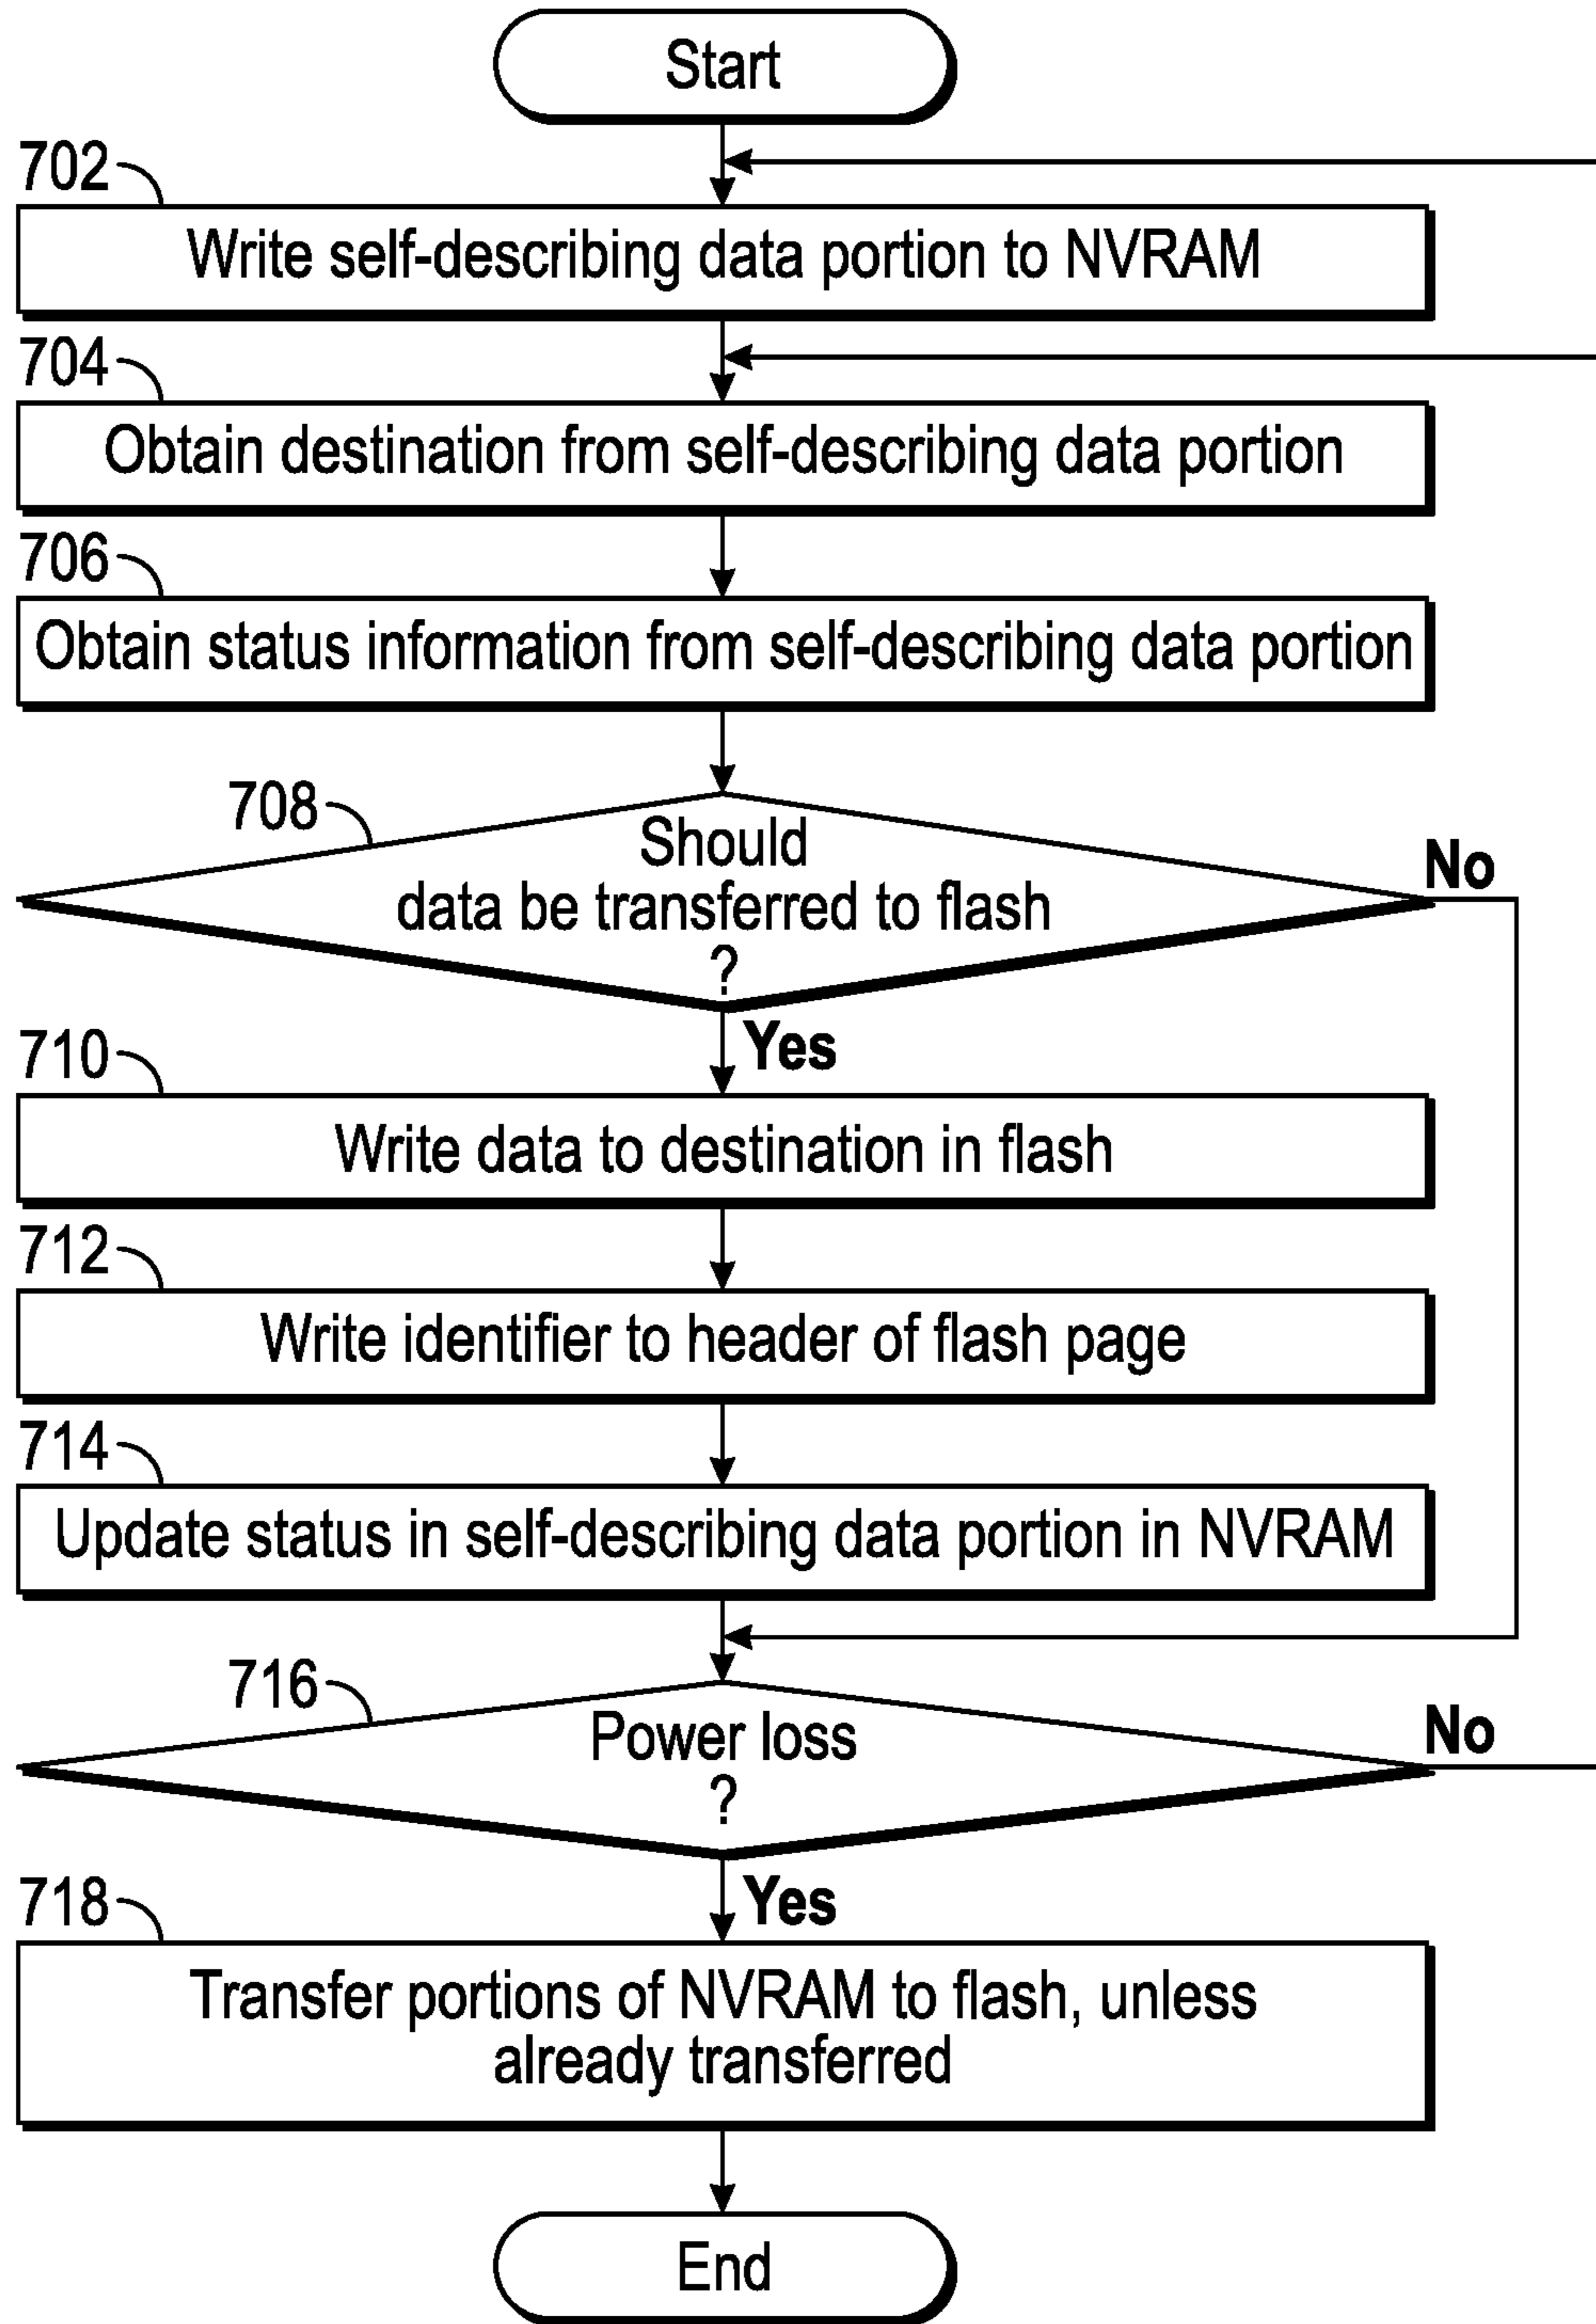 Start
702
Write self-describing data portion to NVRAM
704
Obtain destination from self-describing data portion
706
Obtain status information from self-describing data portion
708
Should
data be transferred to flash
?
No
Yes
710
Write data to destination in flash
712
Write identifier to header of flash page
714
Update status in self-describing data portion in NVRAM
716
Power loss
?
No
Yes
718
Transfer portions of NVRAM to flash, unless
already transferred
End